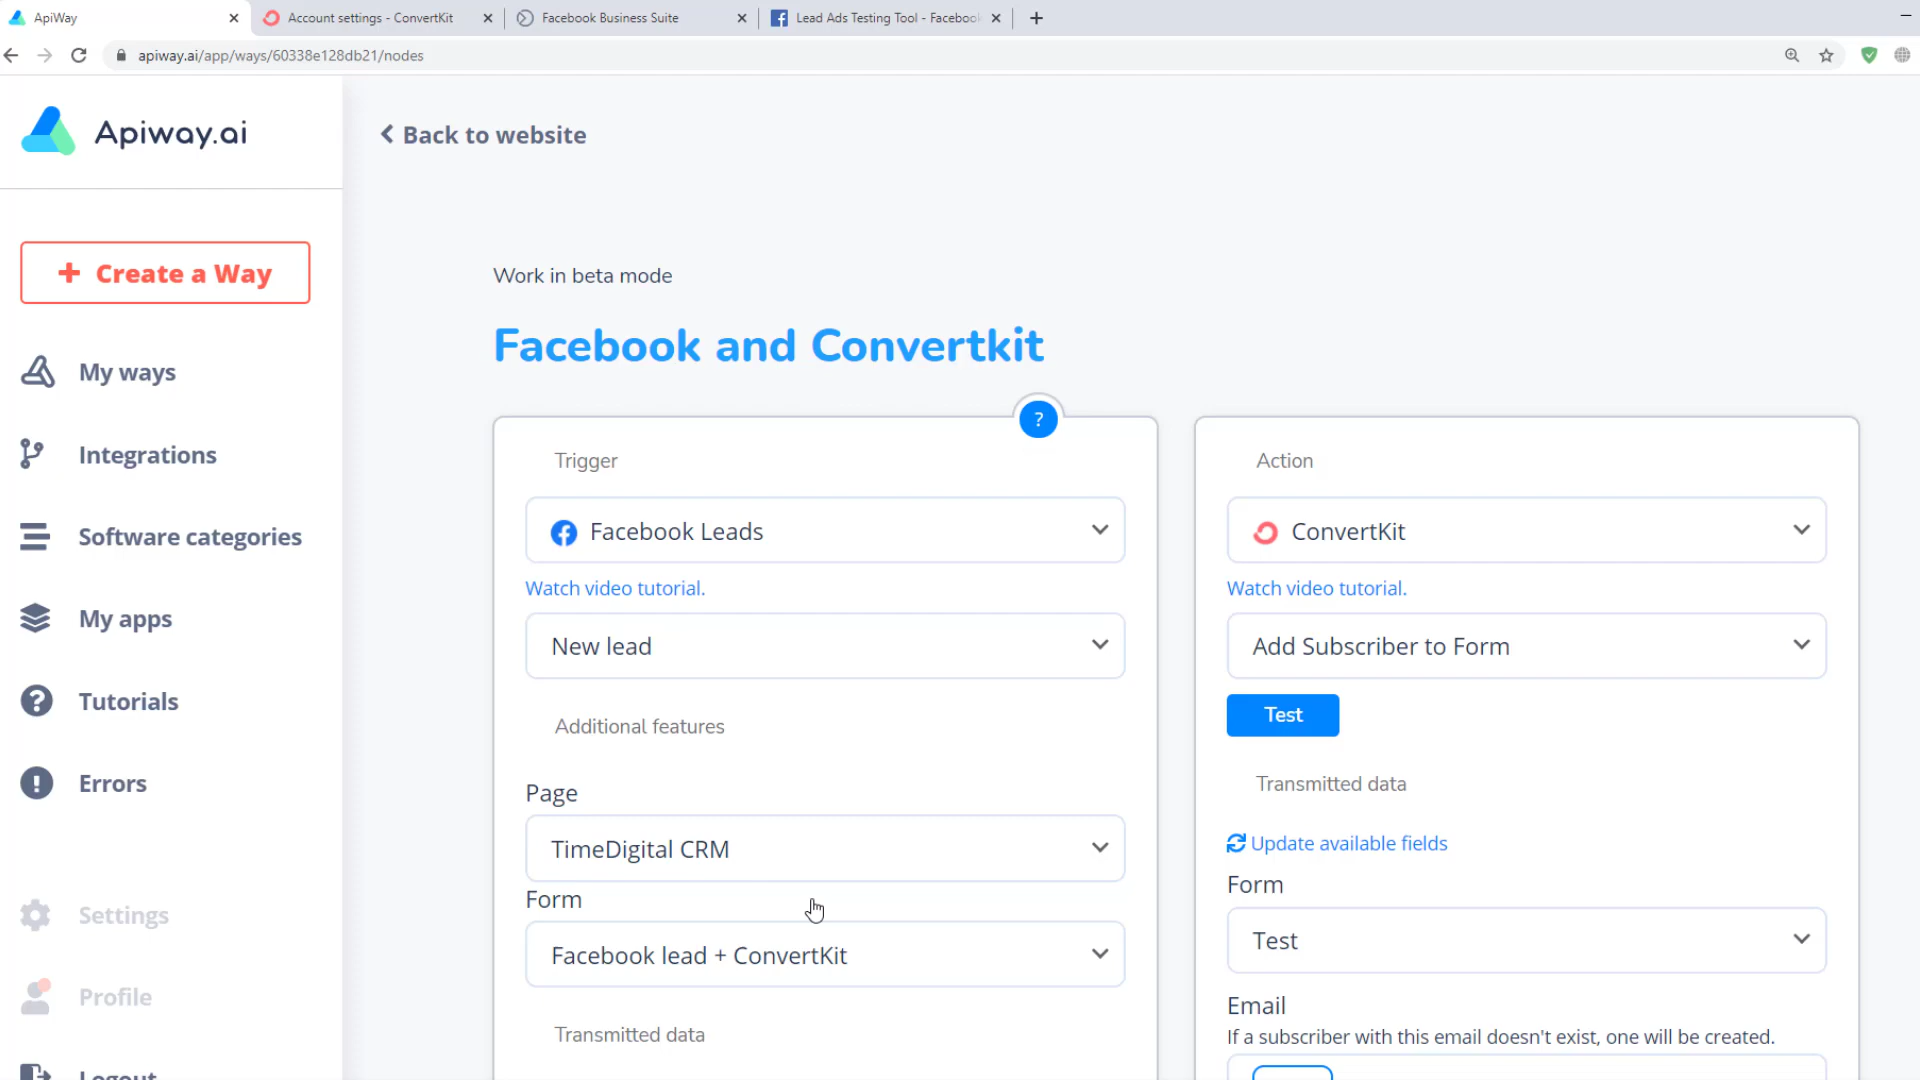 ApiWay
Account settings - ConvertKit
Facebook Business Suite
Lead Ads Testing Tool - Facebook
apiway.ai/app/ways/60338e128db21/nodes
Apiway.ai
Back to website
Create a Way
My ways
Integrations
Software categories
My apps
Tutorials
Errors
Settings
Profile
Logout
Work in beta mode
Facebook and Convertkit
?
Trigger
Facebook Leads
Watch video tutorial.
New lead
Additional features
Page
TimeDigital CRM
Form
Facebook lead + ConvertKit
Transmitted data
Action
ConvertKit
Watch video tutorial.
Add Subscriber to Form
Test
Transmitted data
Update available fields
Form
Test
Email
If a subscriber with this email doesn't exist, one will be created.